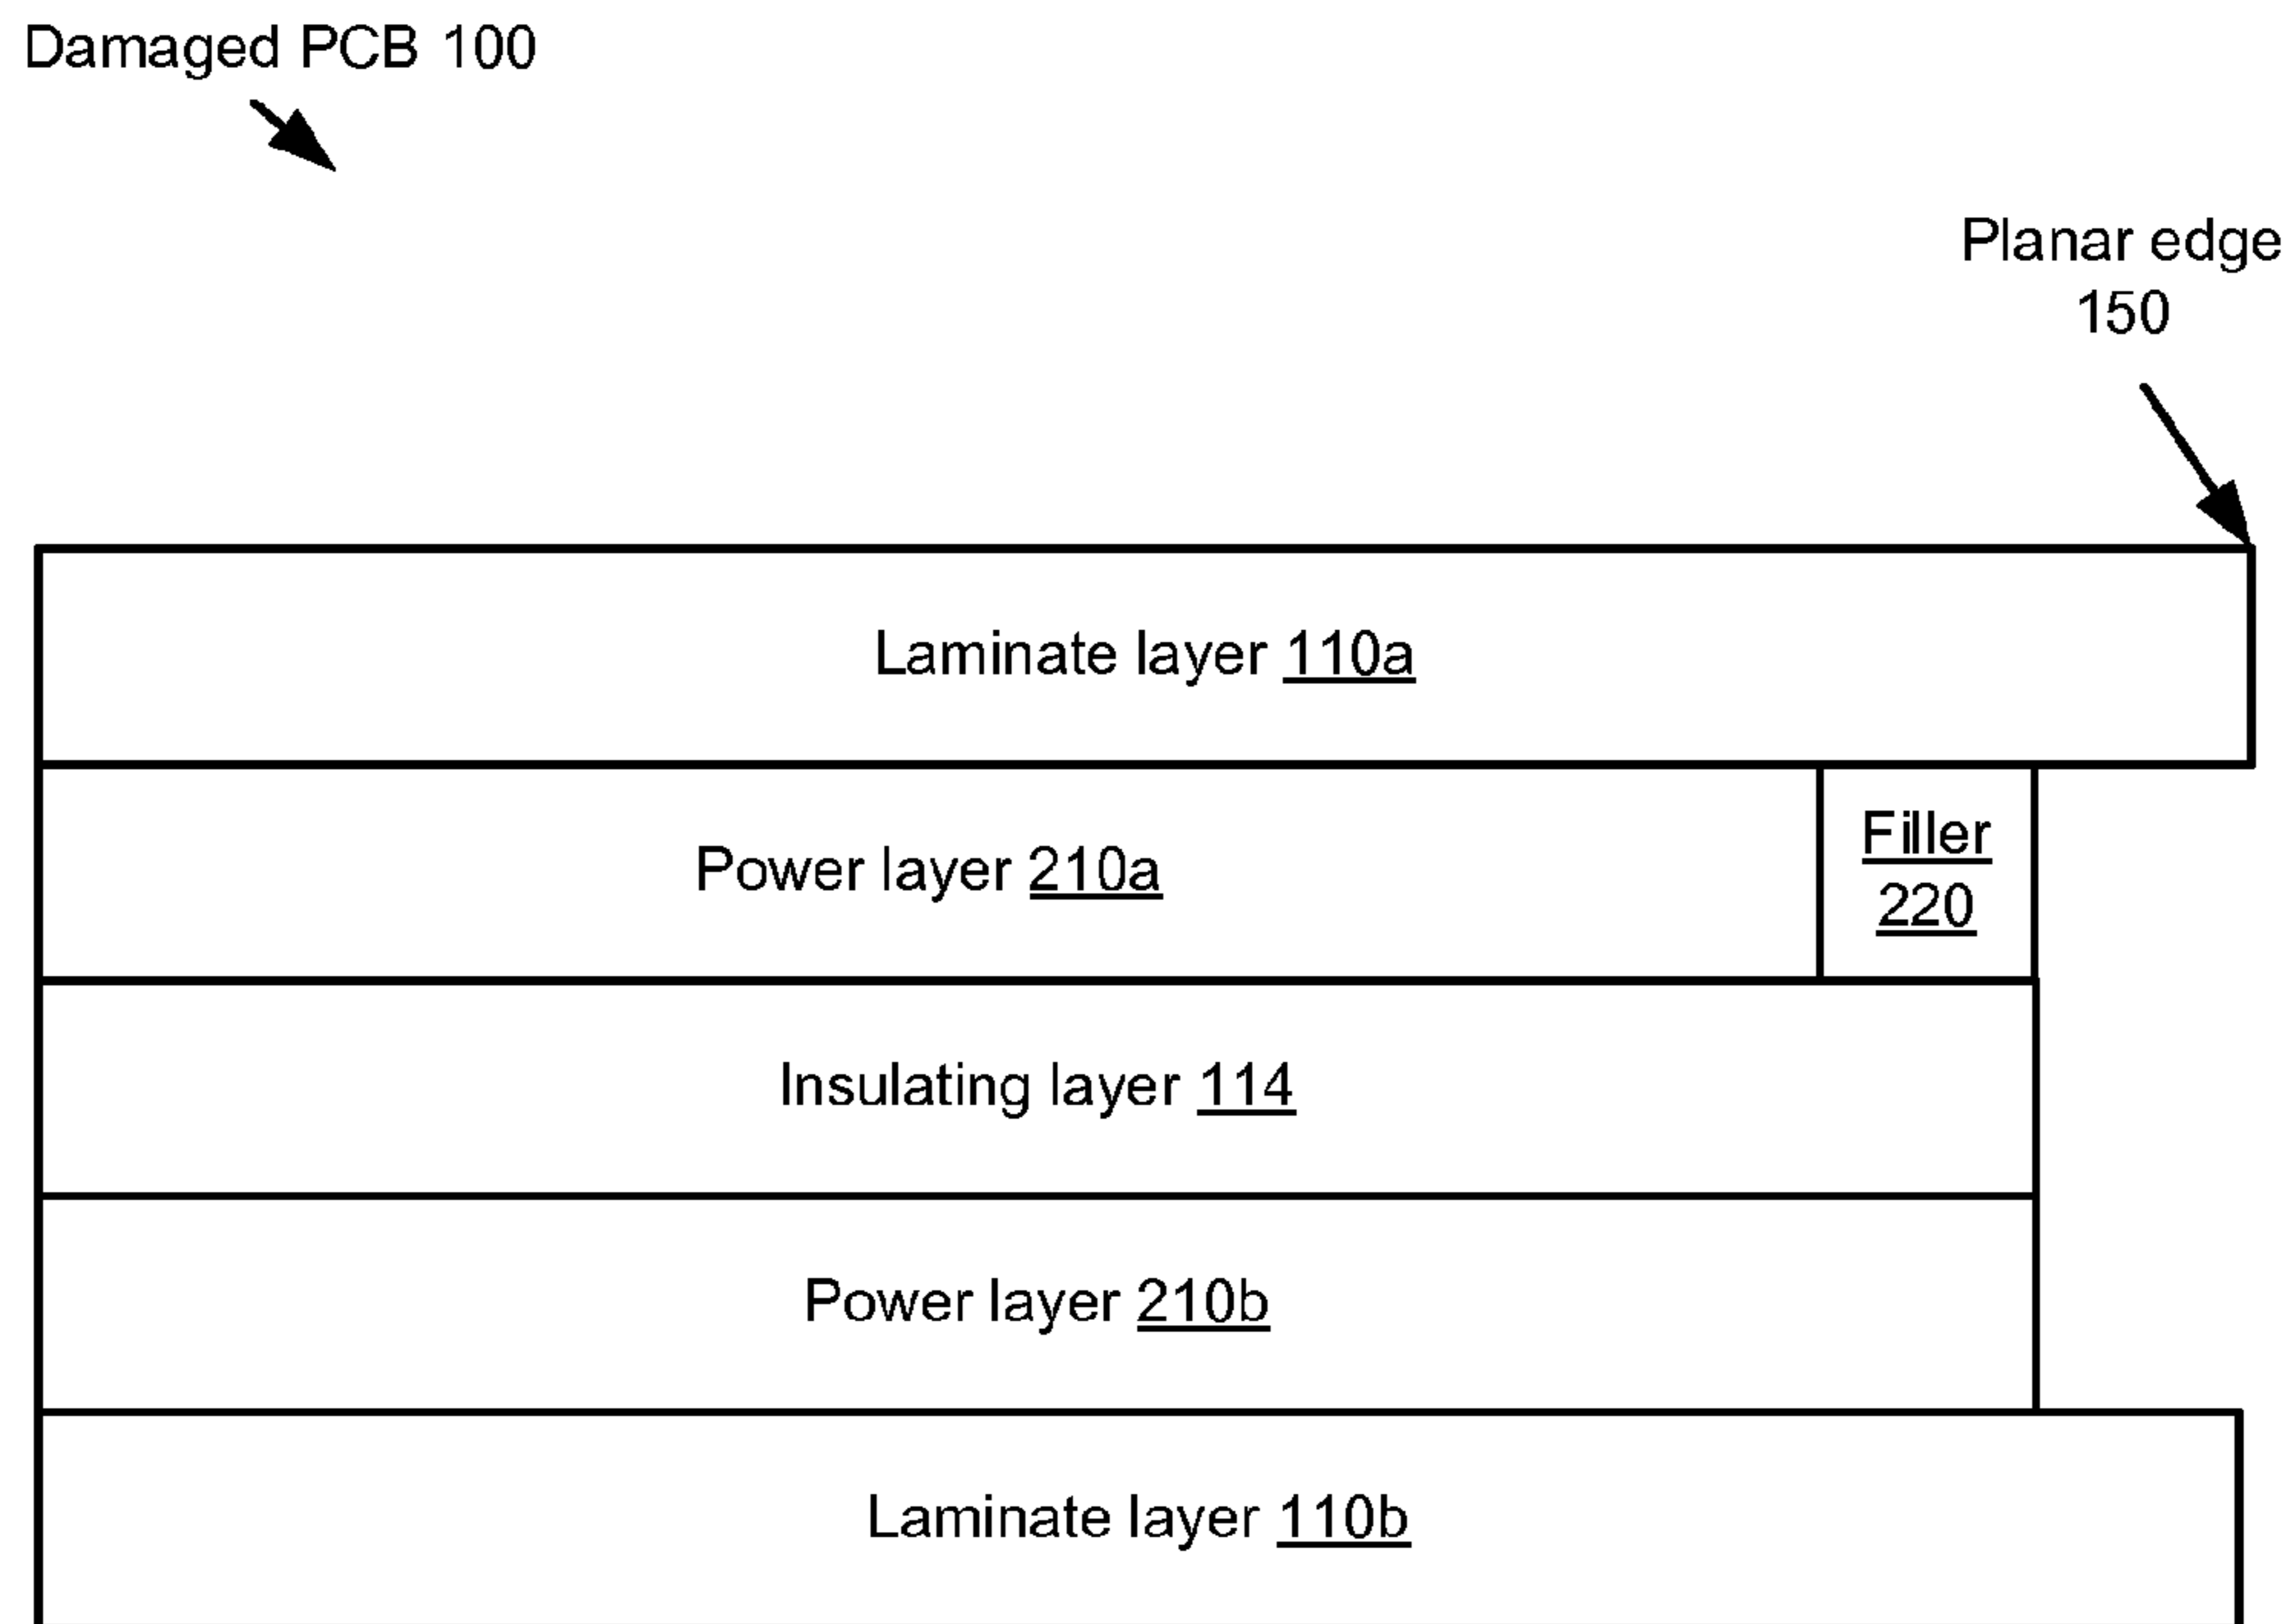 Damaged PCB 100
Planar edge
150
Laminate layer 110a
Power layer 210a
Filler
220
Insulating layer 114
Power layer 210b
Laminate layer 110b